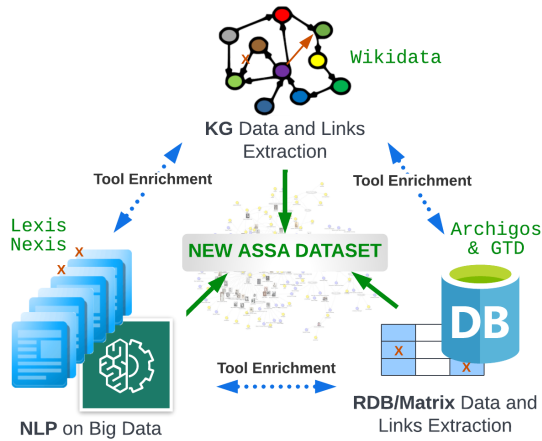 Wikidata
X
KG Data and Links
Extraction
Tool Enrichment
Tool Enrichment
Lexis
Nexis
X
X
NEW ASSA DATASET
Archigos
& GTD
DB
X
X
Tool Enrichment
NLP on Big Data
RDB/Matrix Data and
Links Extraction